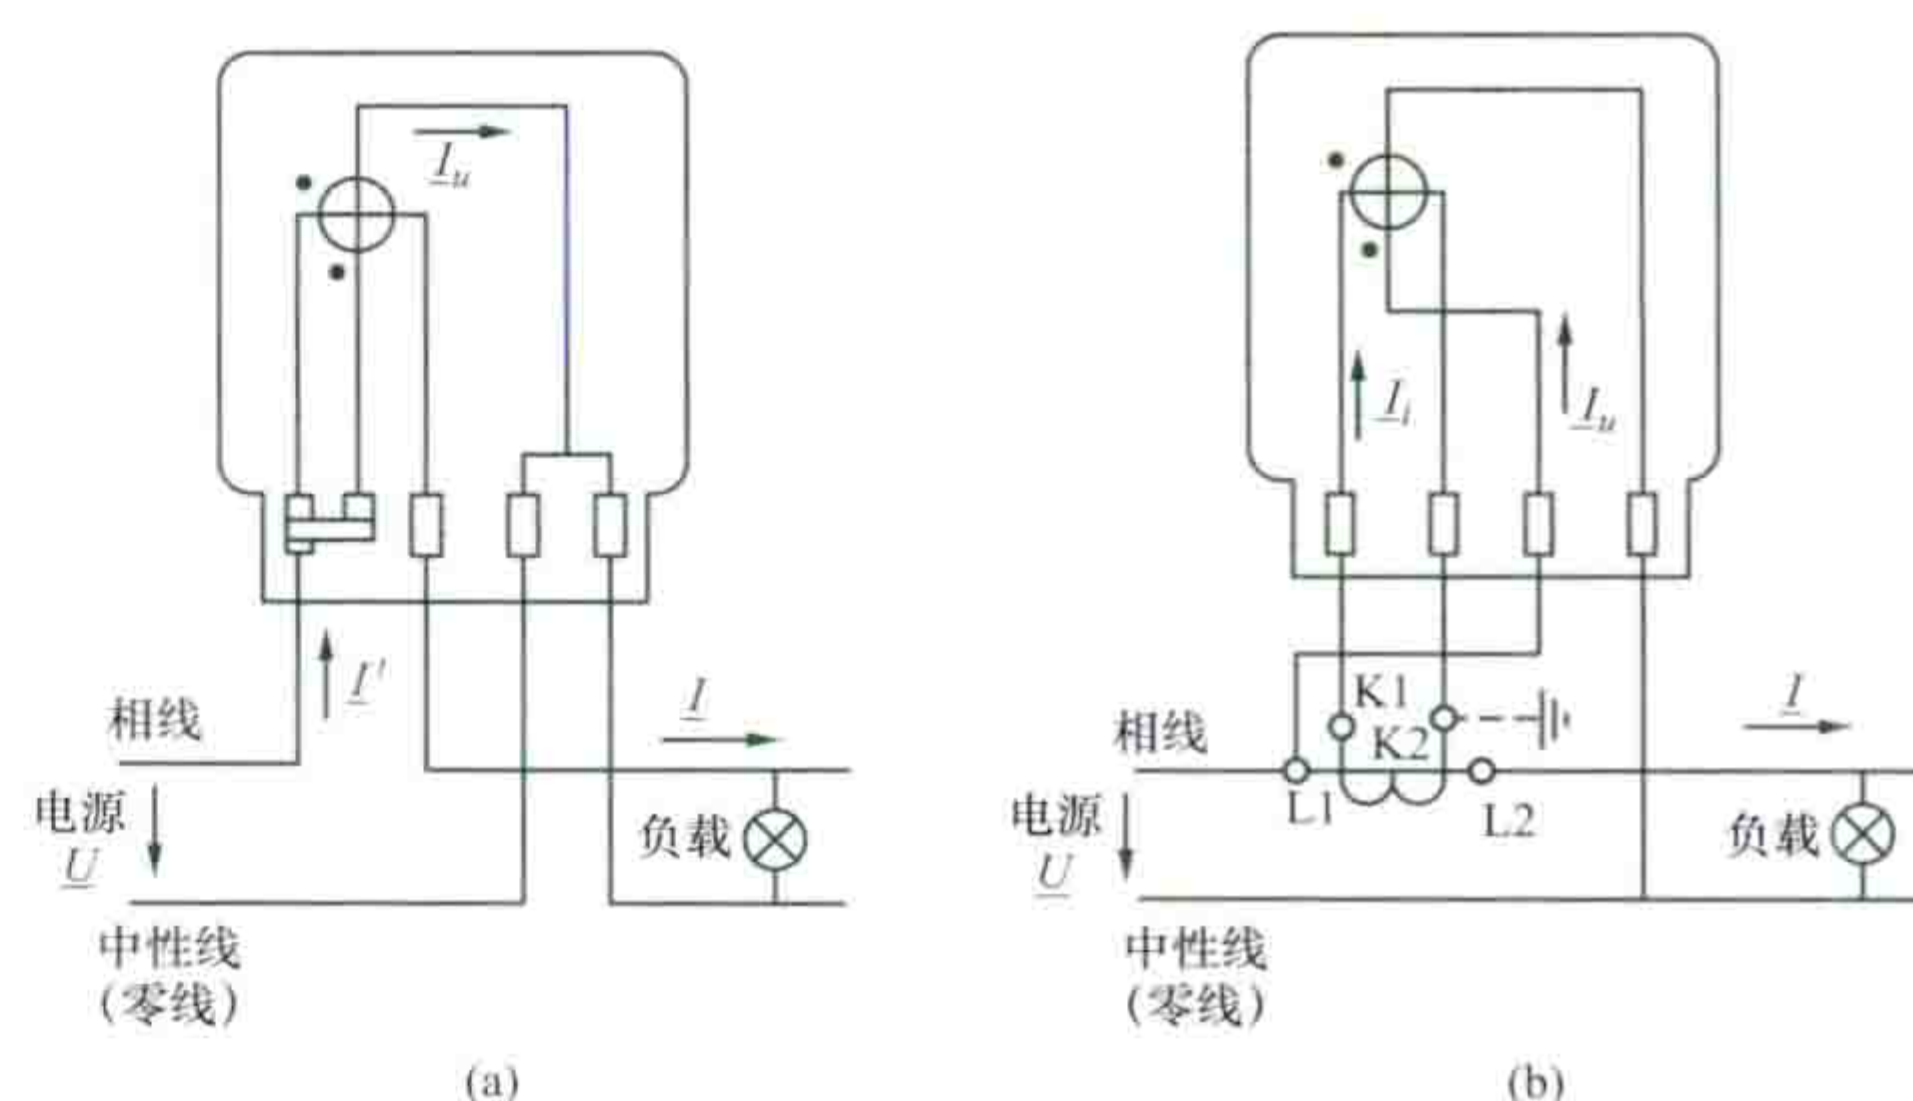 I_u
I'
相线
I
电源
U
负载
中性线
(零线)
(a)
I_i
I_u
K1
K2
相线
I
L1
L2
电源
U
负载
中性线
(零线)
(b)